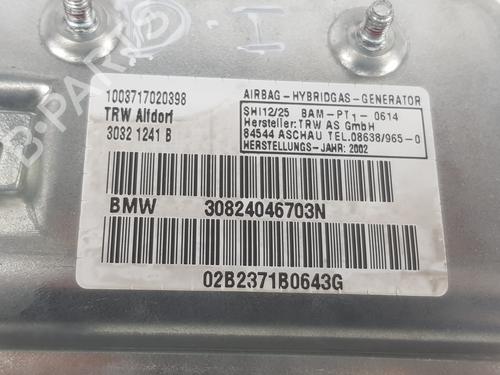 1003717020398
TRW Alfdorf
3032 1241 B
AIRBAG-HYBRIDGAS-GENERATOR
SHI12/25 BAM-PT1-0614
Hersteller:TRW AS GmbH
84544 ASCHAU TEL.08638/965-0
HERSTELLUNGS-JAHR: 2002
BMW 30824046703N
02B2371B0643G